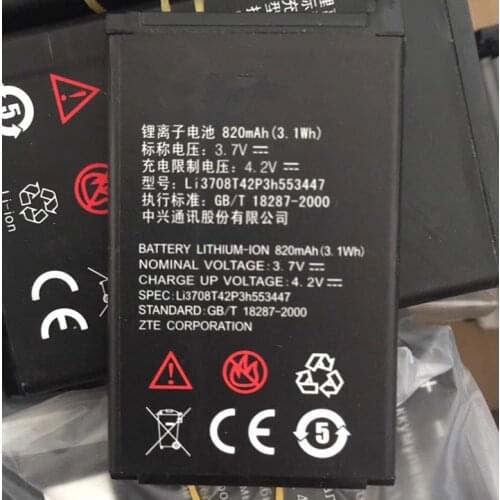 锂离子电池 820mAh(3.1Wh)
标称电压: 3.7V
充电限制电压: 4.2V
型号: Li3708T42P3h553447
执行标准: GB/T 18287-2000
中兴通讯股份有限公司
BATTERY LITHIUM-ION 820mAh(3.1Wh)
NOMINAL VOLTAGE: 3.7V
CHARGE UP VOLTAGE: 4.2V
SPEC:Li3708T42P3h553447
STANDARD:GB/T 18287-2000
ZTE CORPORATION
5
5
Li-ion